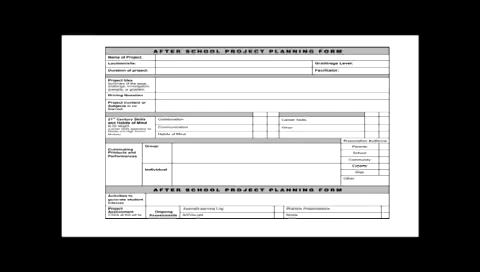 AFTER SCHOOL PROJECT PLANNING FORM
Name of Project:
Location/site: Grade/age Level:
Duration of project: Facilitator:
Project Idea
Driving Question
Project Content or
Subjects to be
21st Century Skills
and Habits of Mind
Collaboration
Career Skills
Communication
Other
Habits of Mind
Presentation Audience
Culminating
Products and
Performances
Group:
Individual:
Parents:
School:
Community:
Experts:
Web:
Other:
AFTER SCHOOL PROJECT PLANNING FORM
Activities to
generate student
interest
Project
Assessment
Ongoing
Assessments
Journal/Learning Log
Practice Presentations
Notes